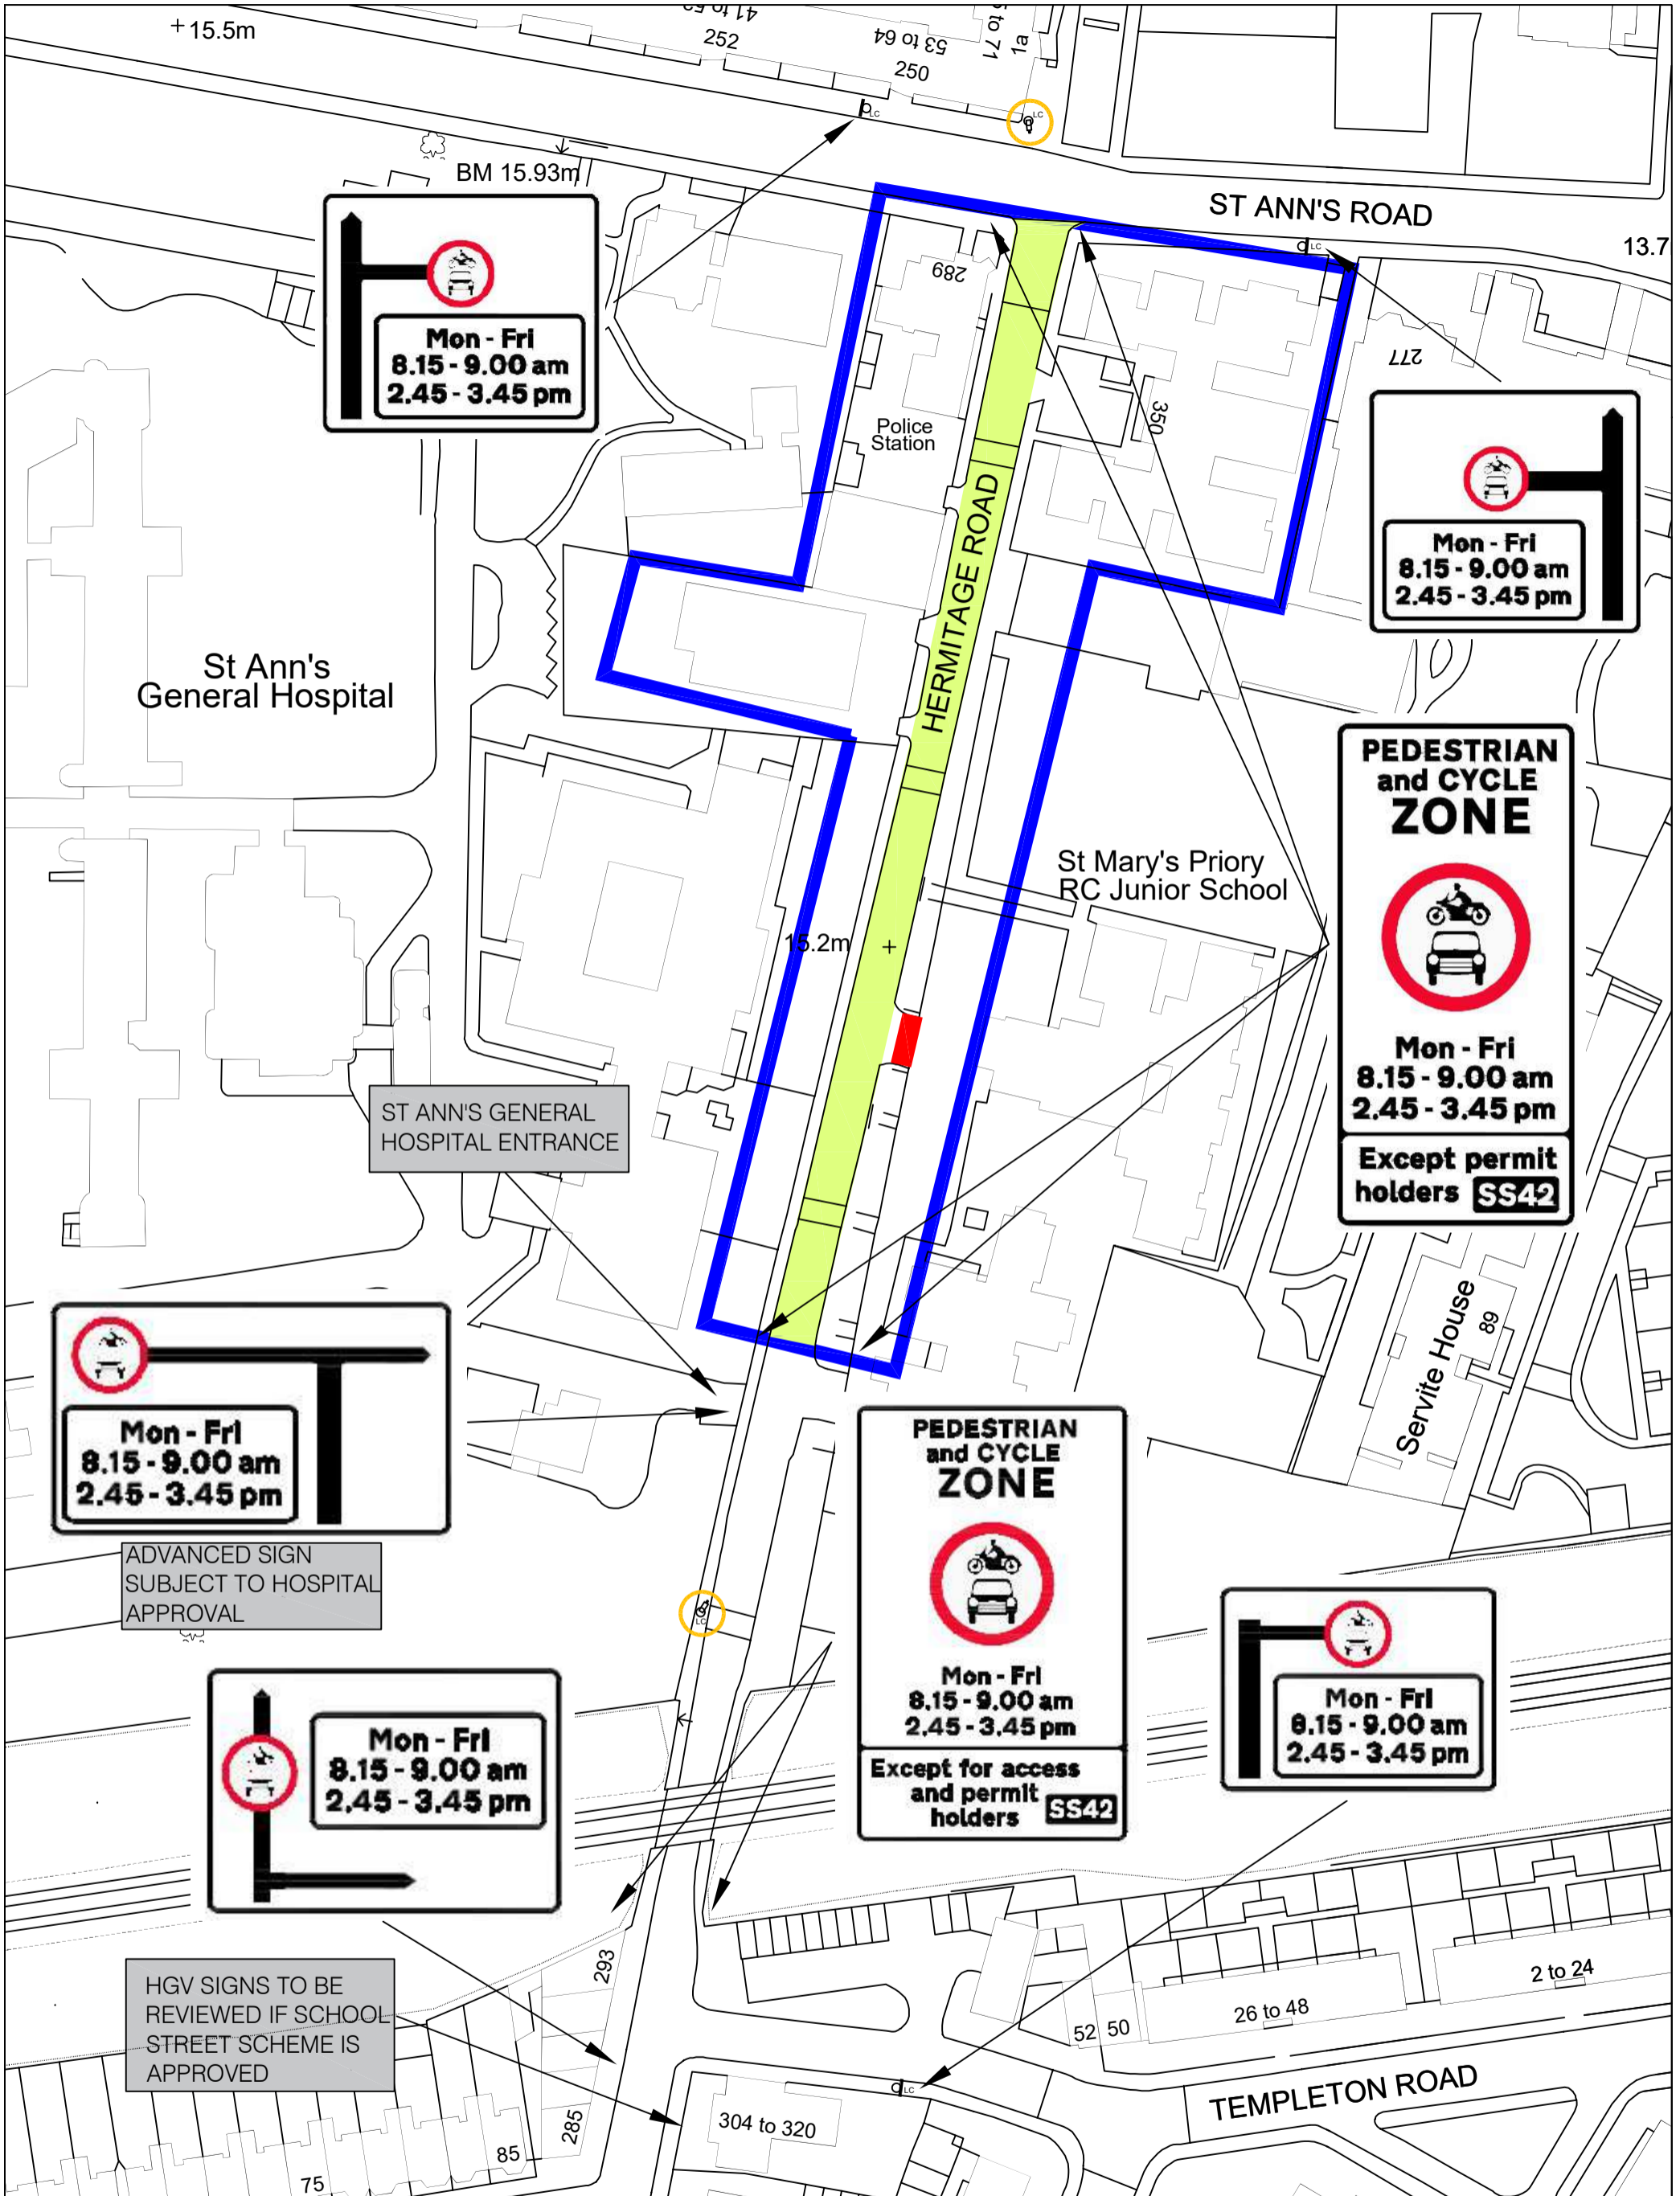 + 15.5m
41 to 52
252
53 to 64
250
1a
LC
LC
BM 15.93m
ST ANN'S ROAD
LC
13.7
Mon - Fri
8.15 - 9.00 am
2.45 - 3.45 pm
289
277
350
Police
Station
HERMITAGE ROAD
Mon - Fri
8.15 - 9.00 am
2.45 - 3.45 pm
St Ann's
General Hospital
PEDESTRIAN
and CYCLE
ZONE
Mon - Fri
8.15 - 9.00 am
2.45 - 3.45 pm
Except permit
holders SS42
St Mary's Priory
RC Junior School
15.2m +
ST ANN'S GENERAL
HOSPITAL ENTRANCE
Servite House
89
Mon - Fri
8.15 - 9.00 am
2.45 - 3.45 pm
ADVANCED SIGN
SUBJECT TO HOSPITAL
APPROVAL
PEDESTRIAN
and CYCLE
ZONE
Mon - Fri
8.15 - 9.00 am
2.45 - 3.45 pm
Except for access
and permit
holders SS42
LC
Mon - Fri
8.15 - 9.00 am
2.45 - 3.45 pm
Mon - Fri
8.15 - 9.00 am
2.45 - 3.45 pm
HGV SIGNS TO BE
REVIEWED IF SCHOOL
STREET SCHEME IS
APPROVED
293
285
85
75
304 to 320
LC
52 50
26 to 48
2 to 24
TEMPLETON ROAD